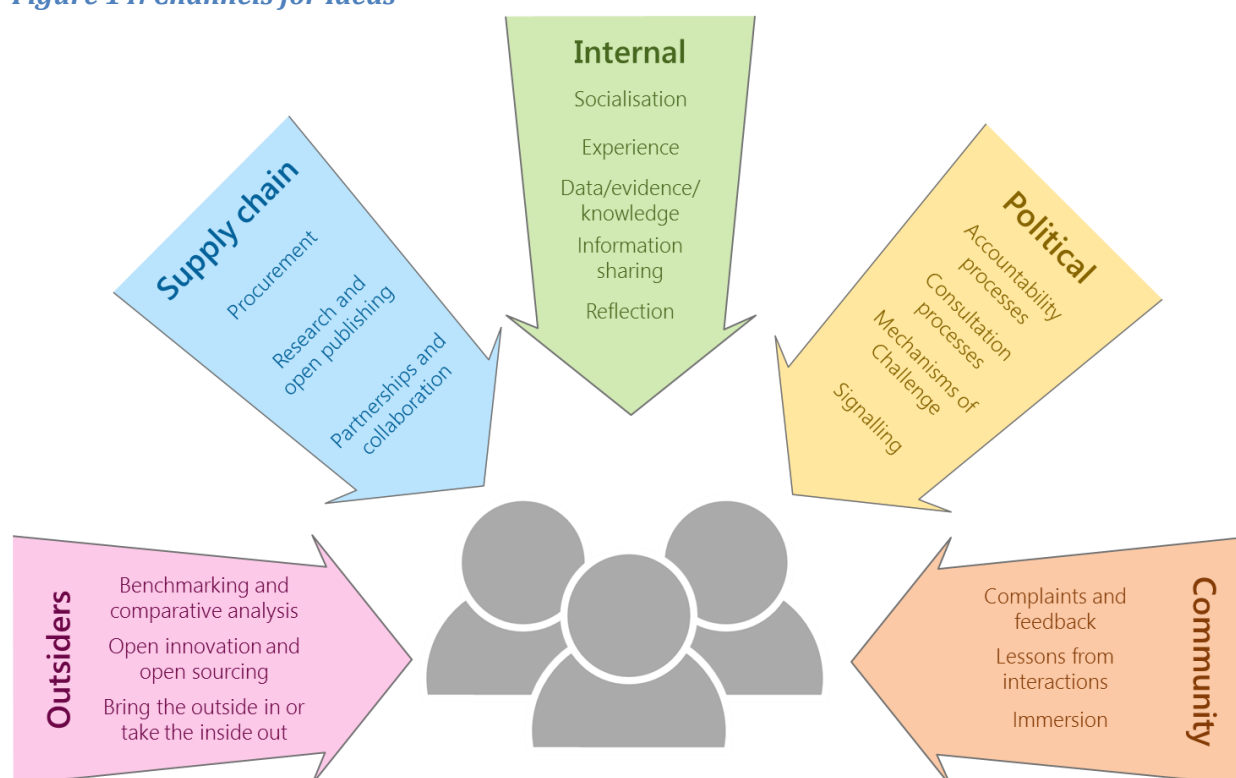 Figure 14: Channels for ideas
Internal
Socialisation
Experience
Data/evidence/
knowledge
Information
sharing
Reflection
Supply chain
Procurement
Research and
open publishing
Partnerships and
collaboration
Political
Accountability
processes
Consultation
processes
Mechanisms of
Challenge
Signalling
Outsiders
Benchmarking and
comparative analysis
Open innovation and
open sourcing
Bring the outside in or
take the inside out
Community
Complaints and
feedback
Lessons from
interactions
Immersion